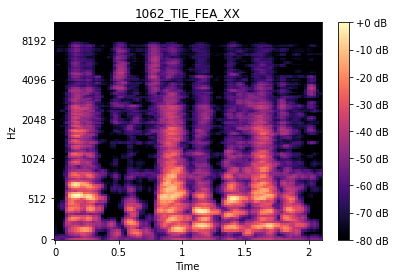 1062_TIE_FEA_XX
Hz
8192
4096
2048
1024
512
0
0
0.5
1
1.5
2
Time
+0 dB
-10 dB
-20 dB
-30 dB
-40 dB
-50 dB
-60 dB
-70 dB
-80 dB